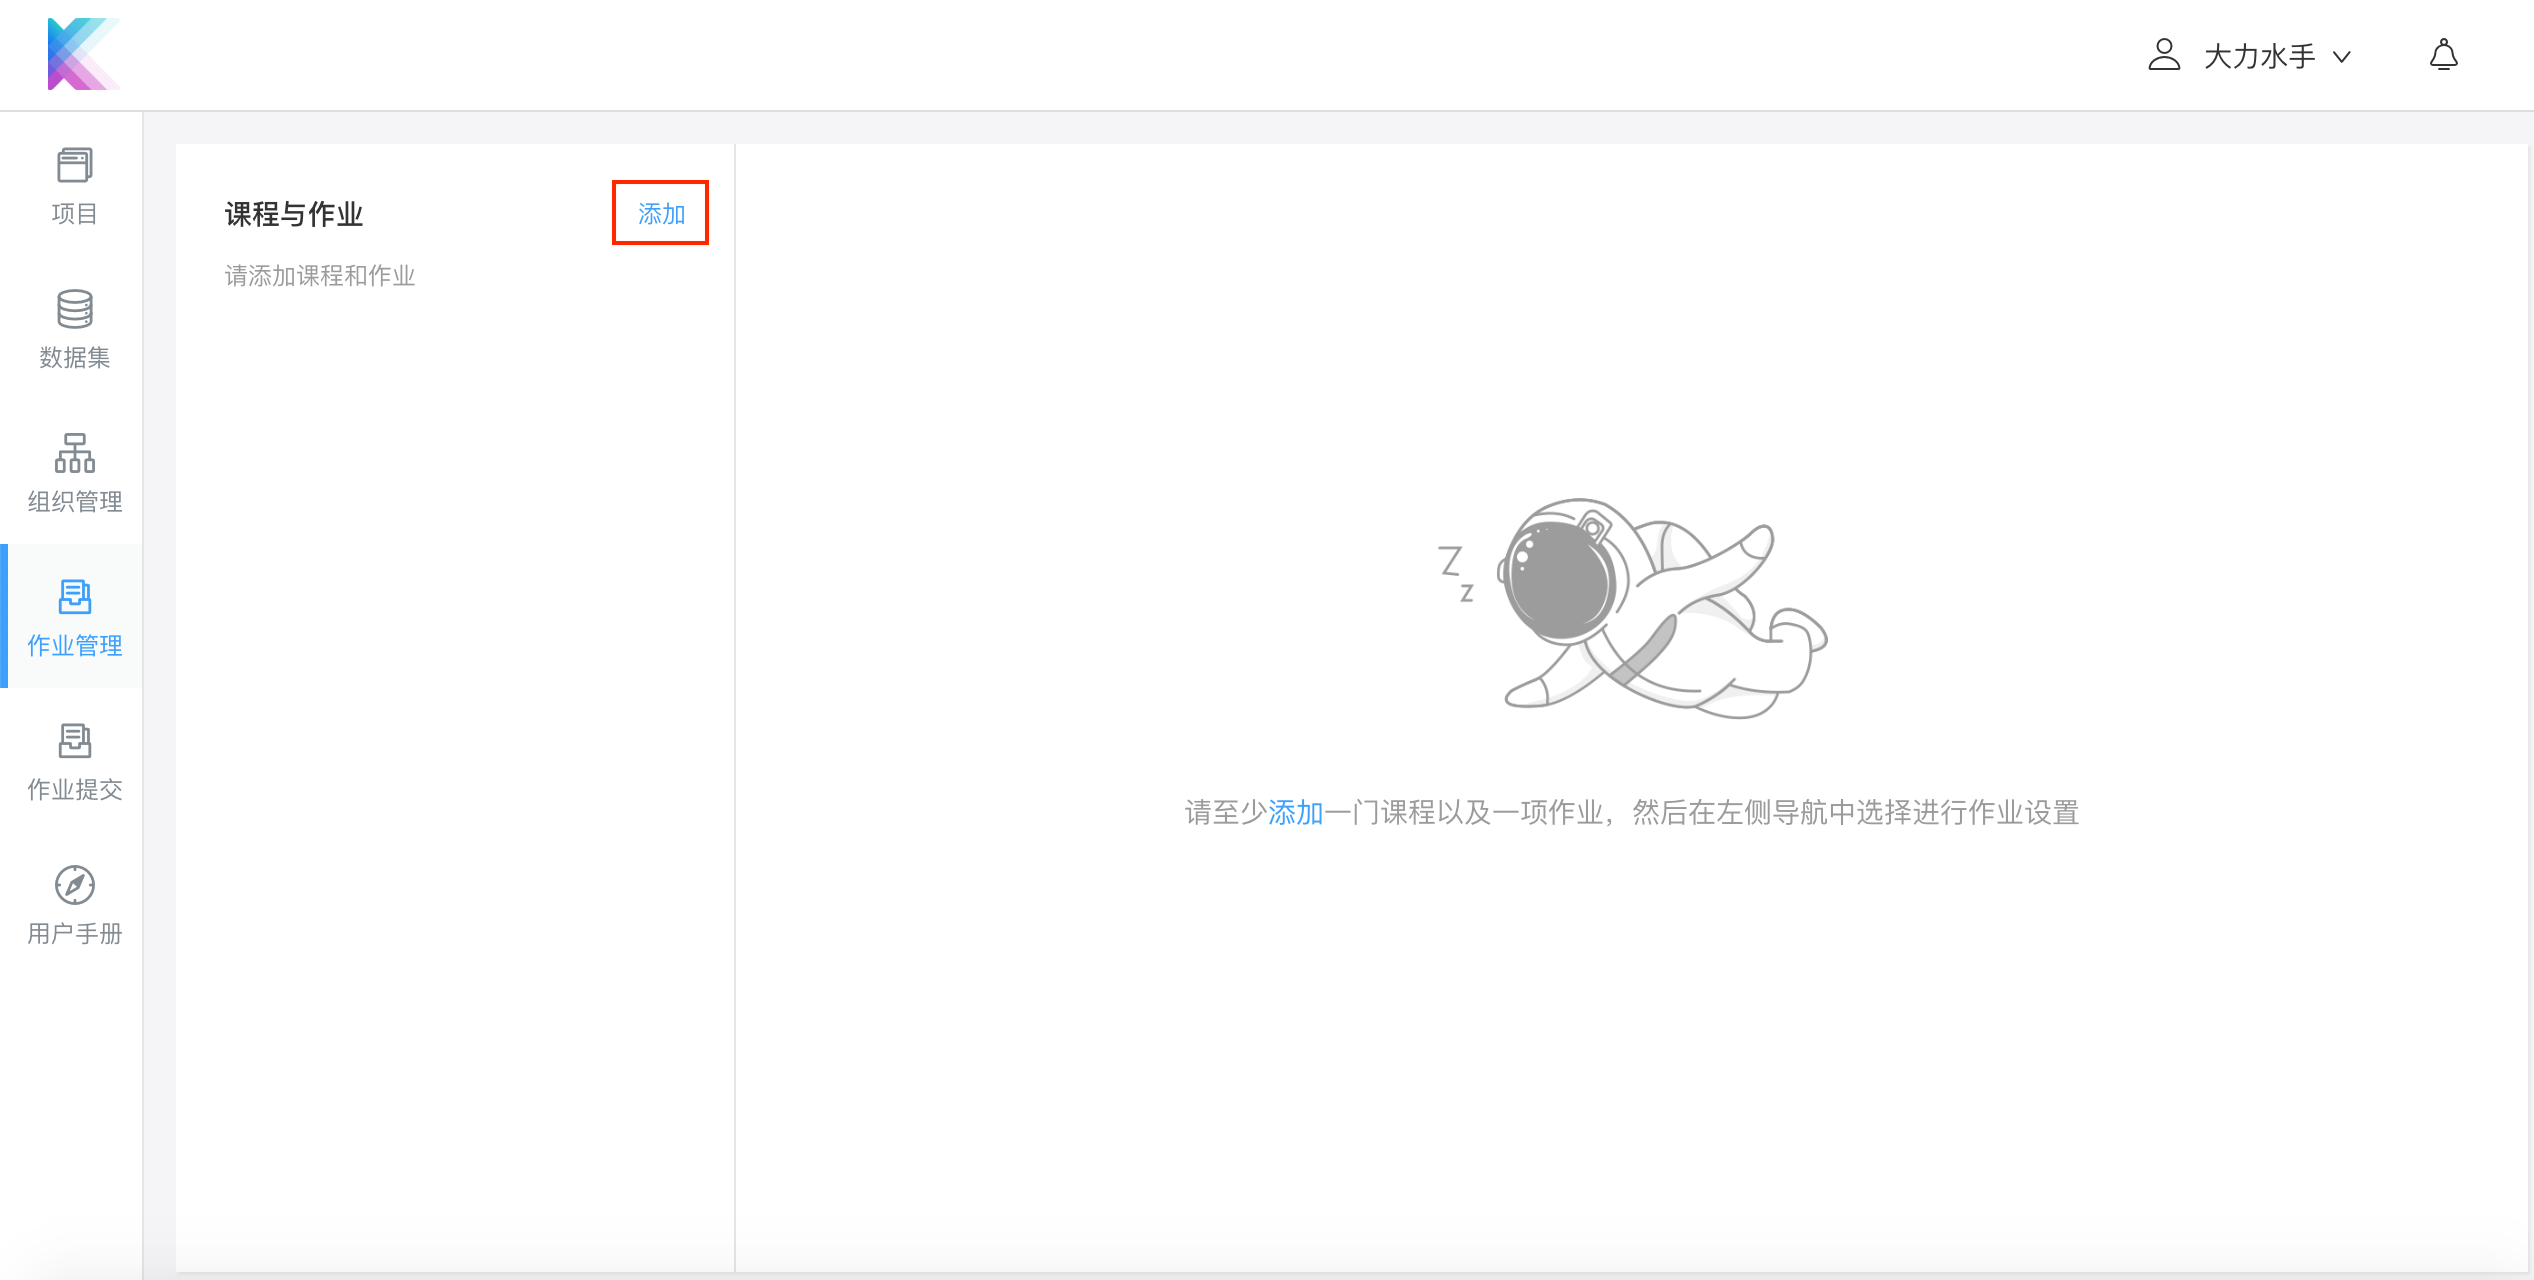 大力水手
项目
数据集
组织管理
作业管理
作业提交
用户手册
课程与作业
添加
请添加课程和作业
Z
z
请至少添加一门课程以及一项作业，然后在左侧导航中选择进行作业设置